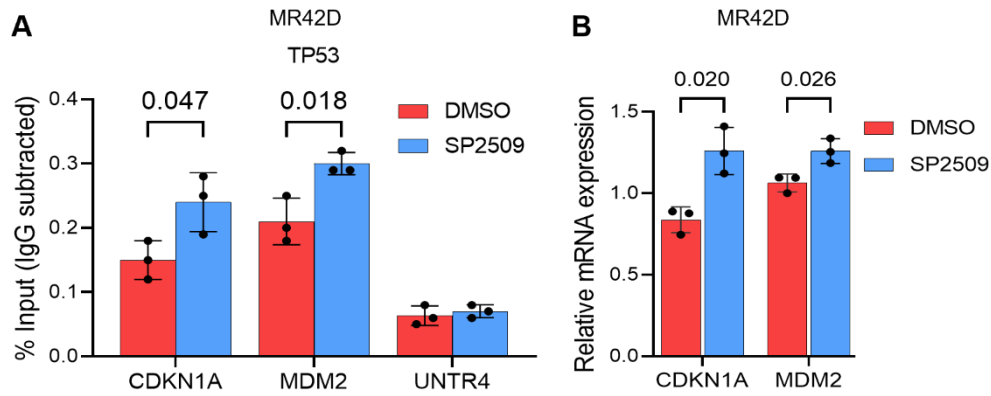 A
MR42D
TP53
% Input (IgG subtracted)
0.4
0.3
0.2
0.1
0.0
0.047
0.018
DMSO
SP2509
CDKN1A
MDM2
UNTR4
B
MR42D
Relative mRNA expression
1.5
1.0
0.5
0.0
0.020
0.026
DMSO
SP2509
CDKN1A
MDM2